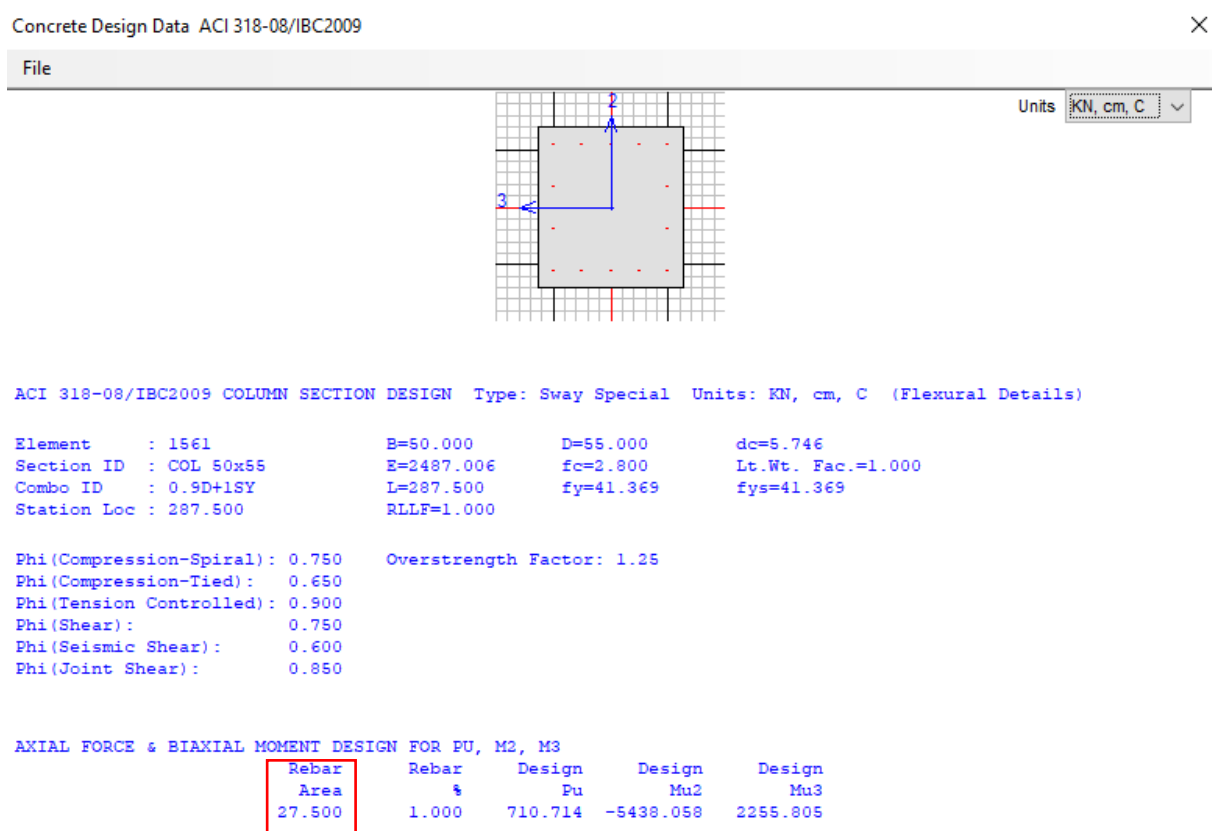 Concrete Design Data ACI 318-08/IBC2009
File
Units KN, cm, C
2
3
ACI 318-08/IBC2009 COLUMN SECTION DESIGN Type: Sway Special Units: KN, cm, C (Flexural Details)
Element : 1561 B=50.000 D=55.000 dc=5.746
Section ID : COL 50x55 E=2487.006 fc=2.800 Lt.Wt. Fac.=1.000
Combo ID : 0.9D+1SY L=287.500 fy=41.369 fys=41.369
Station Loc : 287.500 RLLF=1.000
Phi(Compression-Spiral): 0.750 Overstrength Factor: 1.25
Phi(Compression-Tied): 0.650
Phi(Tension Controlled): 0.900
Phi(Shear): 0.750
Phi(Seismic Shear): 0.600
Phi(Joint Shear): 0.850
AXIAL FORCE & BIAXIAL MOMENT DESIGN FOR PU, M2, M3
Rebar Rebar Design Design Design
Area % Pu Mu2 Mu3
27.500 1.000 710.714 -5438.058 2255.805